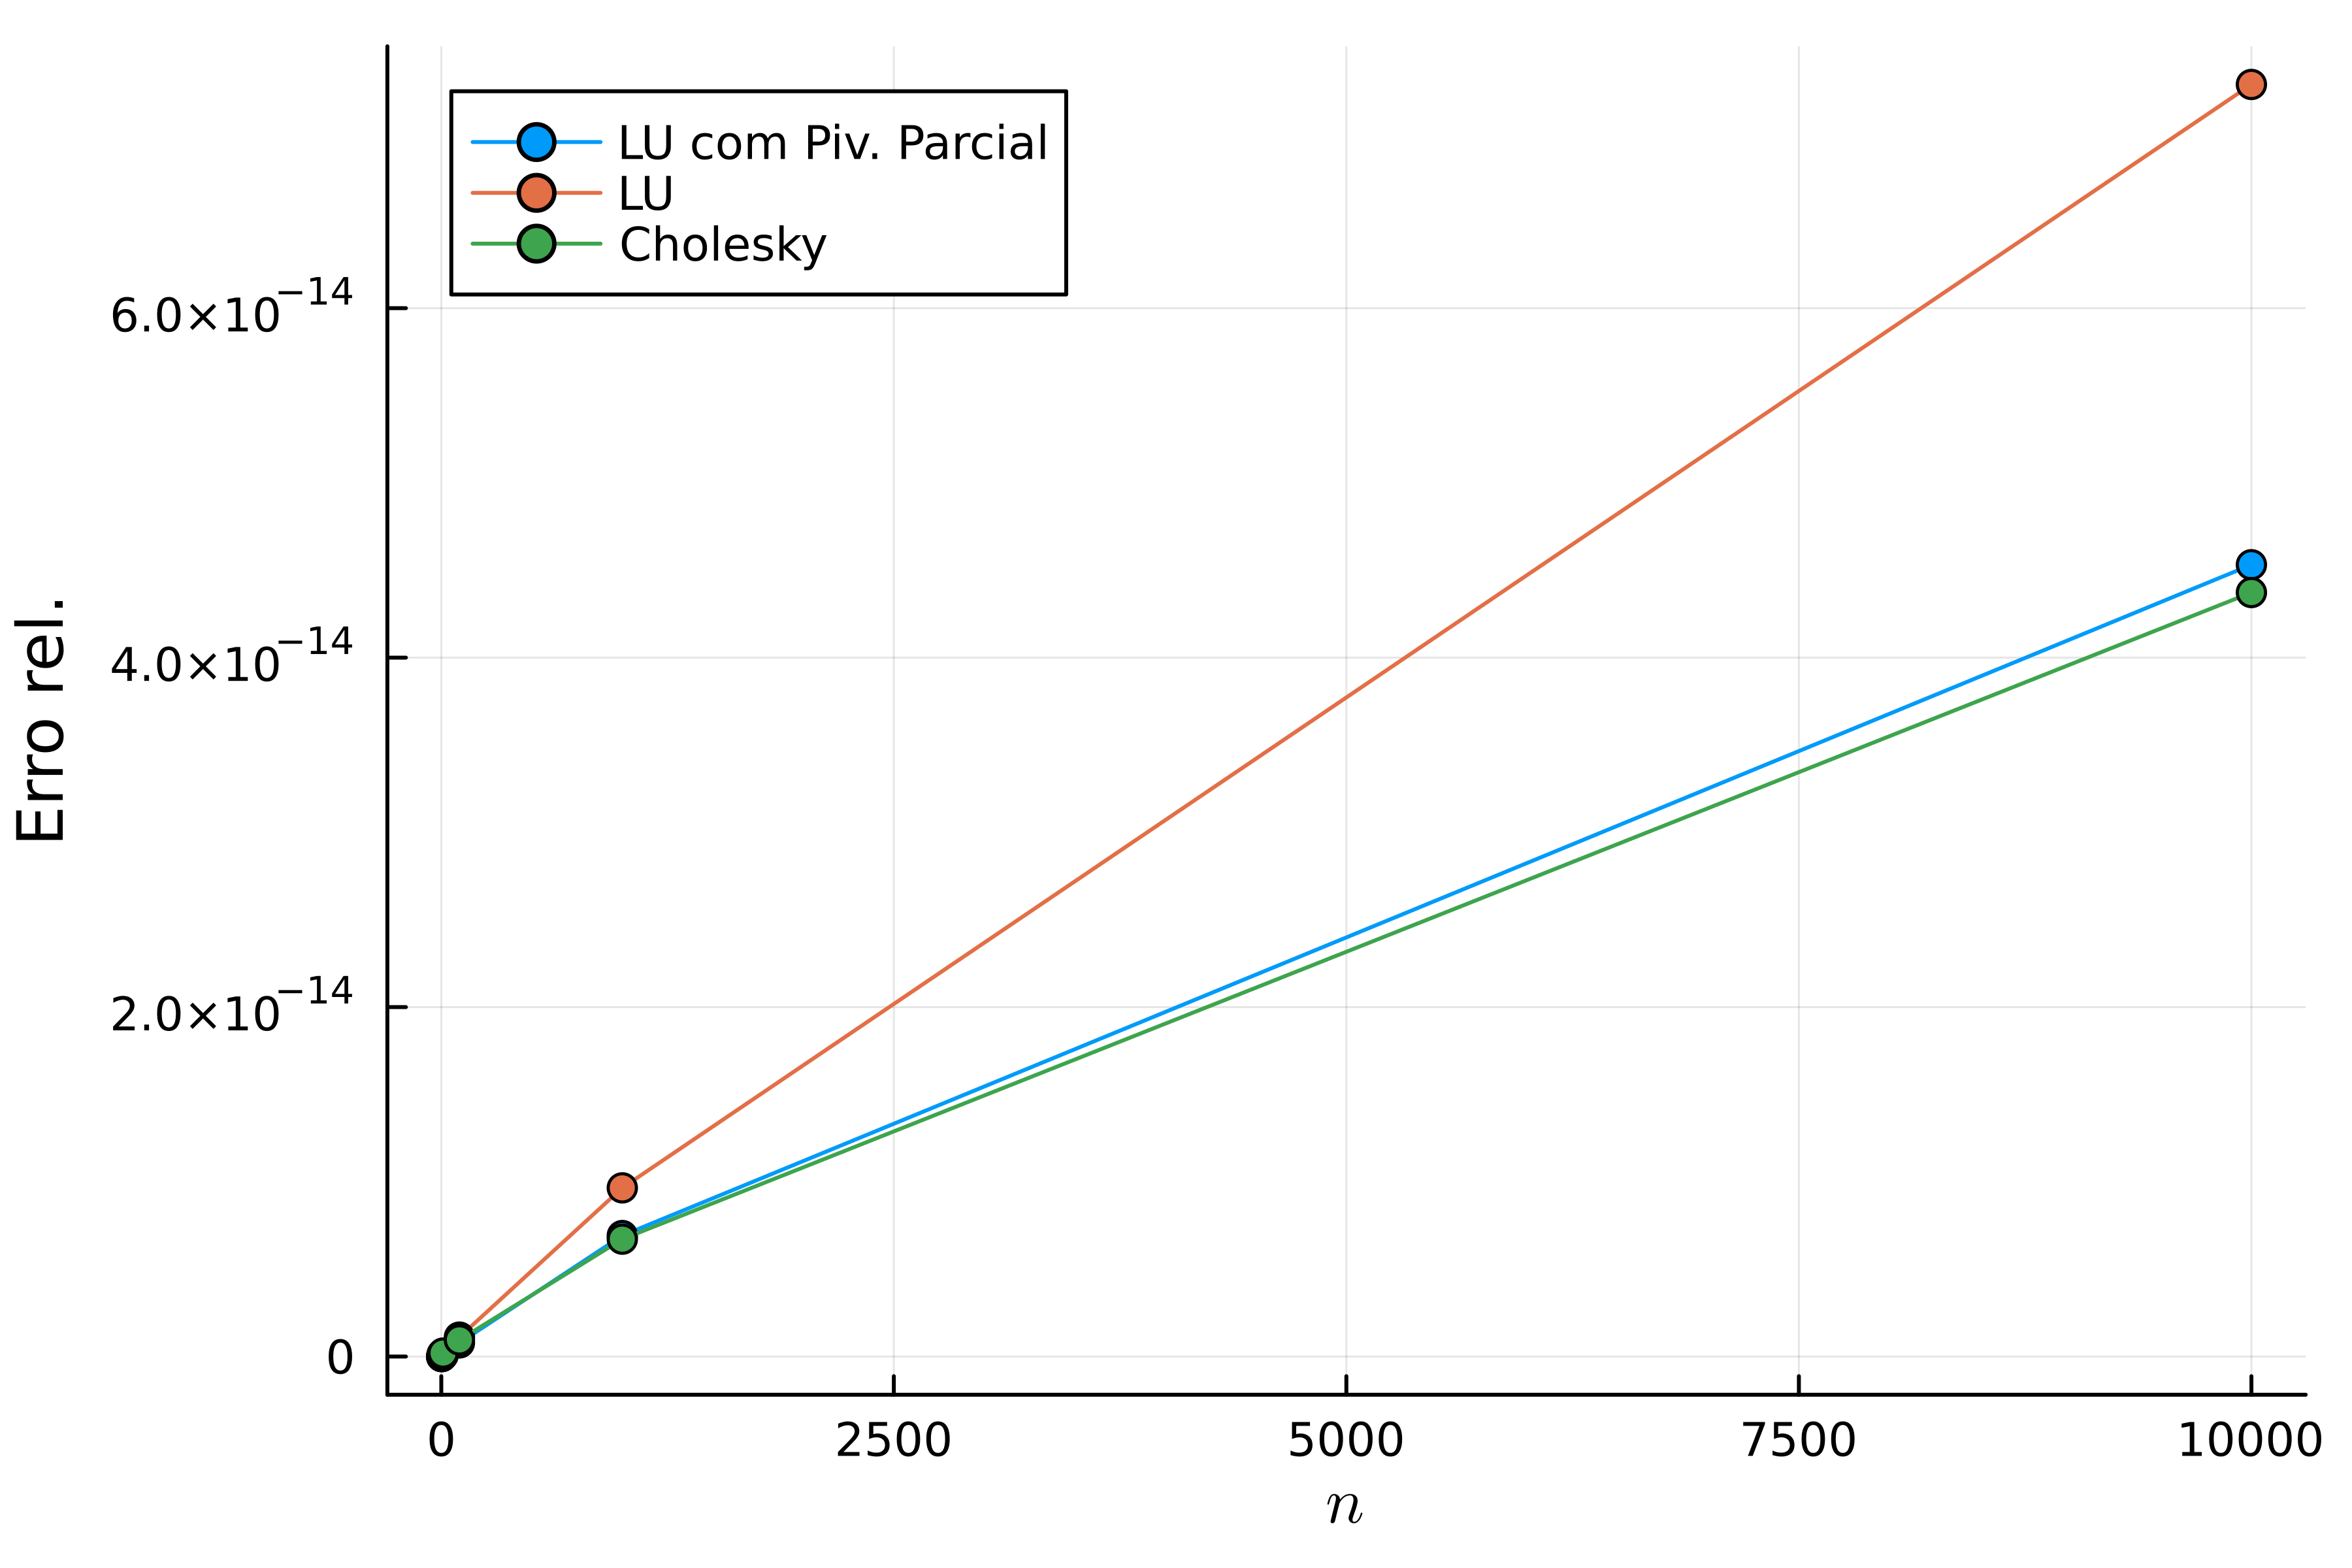 LU com Piv. Parcial
LU
Cholesky
6.0×10⁻¹⁴
4.0×10⁻¹⁴
2.0×10⁻¹⁴
0
Erro rel.
0 2500 5000 7500 10000
n